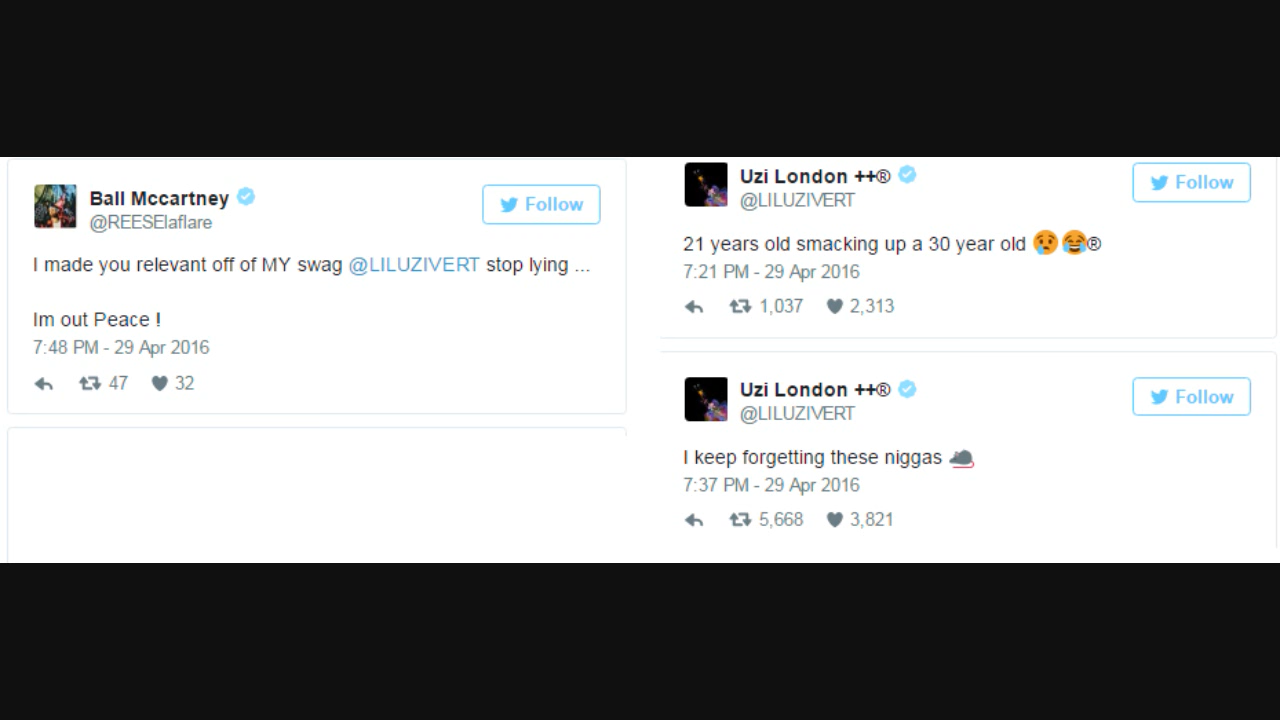 Ball Mccartney
@REESElaflare
Follow
I made you relevant off of MY swag @LILUZIVERT stop lying ...
Im out Peace !
7:48 PM - 29 Apr 2016
47 32
Uzi London ++®
@LILUZIVERT
Follow
21 years old smacking up a 30 year old 😢😂®
7:21 PM - 29 Apr 2016
1,037 2,313
Uzi London ++®
@LILUZIVERT
Follow
I keep forgetting these niggas 🐀
7:37 PM - 29 Apr 2016
5,668 3,821